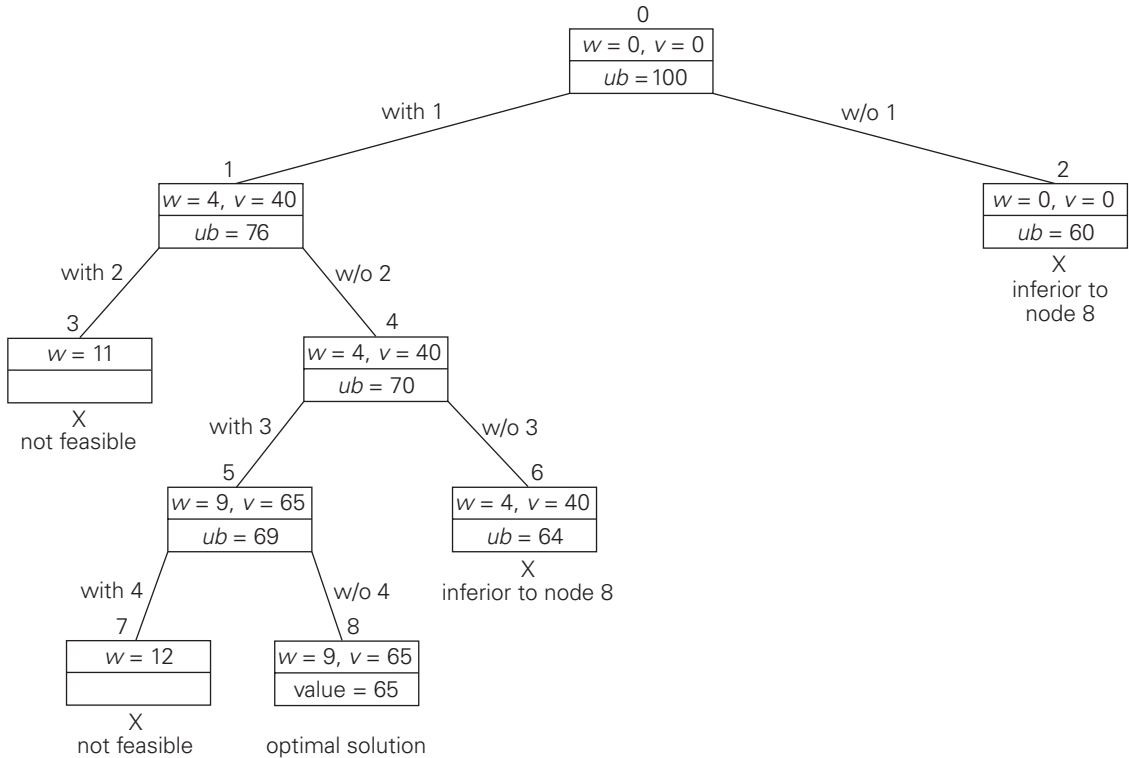 0
w = 0, v = 0
ub = 100
with 1
w/o 1
1
w = 4, v = 40
ub = 76
2
w = 0, v = 0
ub = 60
X
inferior to
node 8
with 2
w/o 2
3
w = 11
X
not feasible
4
w = 4, v = 40
ub = 70
with 3
w/o 3
5
w = 9, v = 65
ub = 69
6
w = 4, v = 40
ub = 64
X
inferior to node 8
with 4
w/o 4
7
w = 12
X
not feasible
8
w = 9, v = 65
value = 65
optimal solution